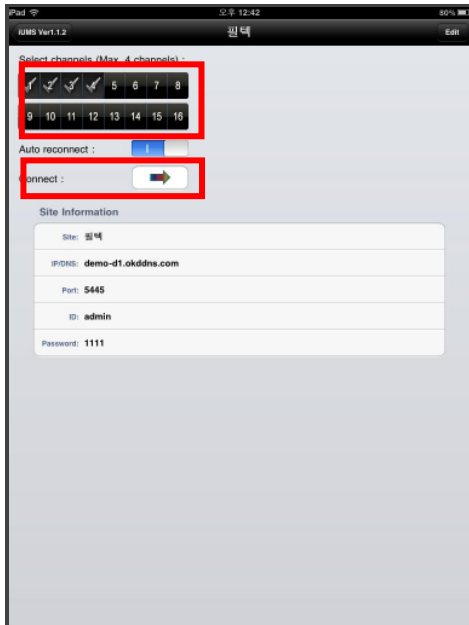 iPad 오후 12:42 80%
iUMS Ver1.1.2 필텍 Edit
Select channels (Max. 4 channels) :
1 2 3 4 5 6 7 8
9 10 11 12 13 14 15 16
Auto reconnect :
Connect :
Site Information
Site: 필텍
IP/DNS: demo-d1.okddns.com
Port: 5445
ID: admin
Password: 1111